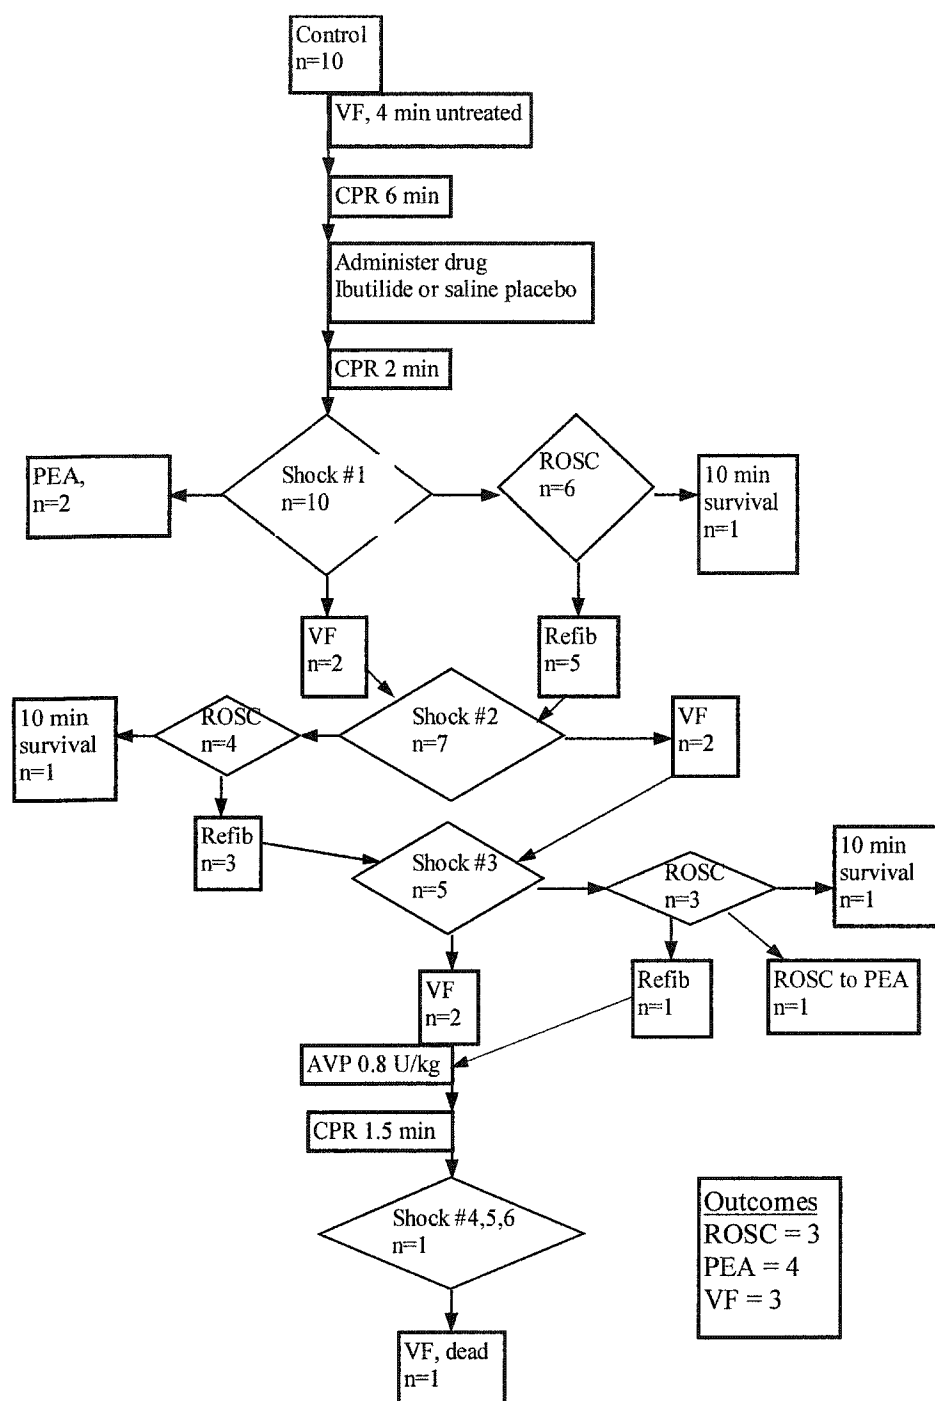 Control
n=10
VF, 4 min untreated
CPR 6 min
Administer drug
Ibutilide or saline placebo
CPR 2 min
PEA,
n=2
Shock #1
n=10
ROSC
n=6
10 min
survival
n=1
VF
n=2
Refib
n=5
10 min
survival
n=1
ROSC
n=4
Shock #2
n=7
VF
n=2
Refib
n=3
Shock #3
n=5
ROSC
n=3
10 min
survival
n=1
VF
n=2
Refib
n=1
ROSC to PEA
n=1
AVP 0.8 U/kg
CPR 1.5 min
Shock #4,5,6
n=1
Outcomes
ROSC = 3
PEA = 4
VF = 3
VF, dead
n=1